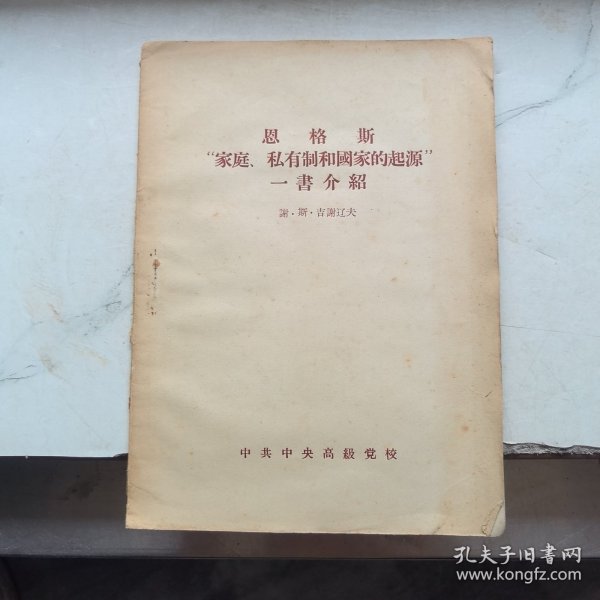 恩格斯
“家庭、私有制和國家的起源”
一書介紹
謝·斯·吉謝辽夫
中共中央高級党校
孔夫子旧书网
www.kongfz.com